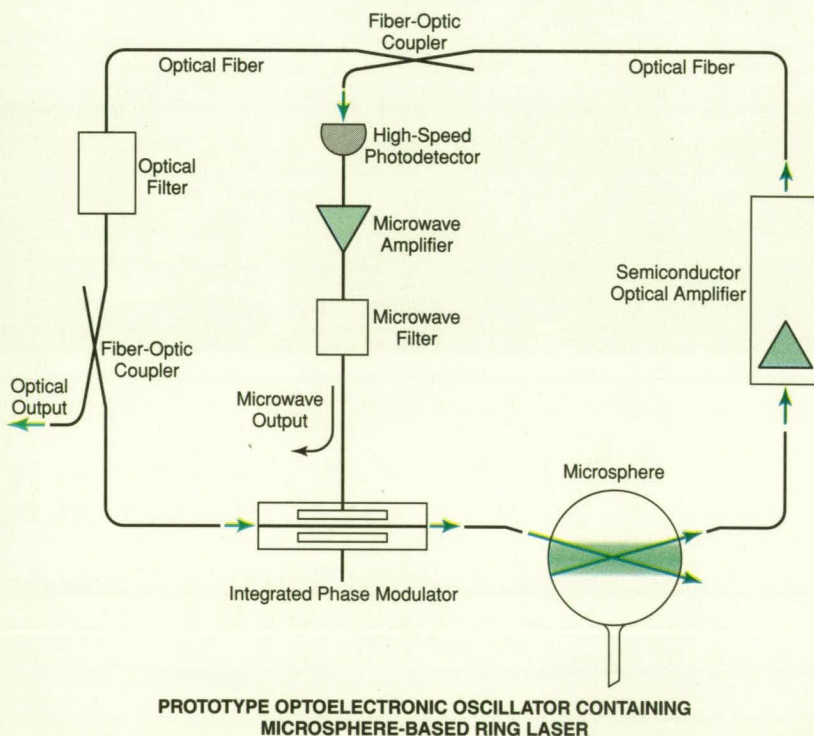 Fiber-Optic
Coupler
Optical Fiber
Optical Fiber
High-Speed
Photodetector
Optical
Filter
Microwave
Amplifier
Semiconductor
Optical Amplifier
Microwave
Filter
Fiber-Optic
Coupler
Optical
Output
Microwave
Output
Microsphere
Integrated Phase Modulator
PROTOTYPE OPTOELECTRONIC OSCILLATOR CONTAINING
MICROSPHERE-BASED RING LASER